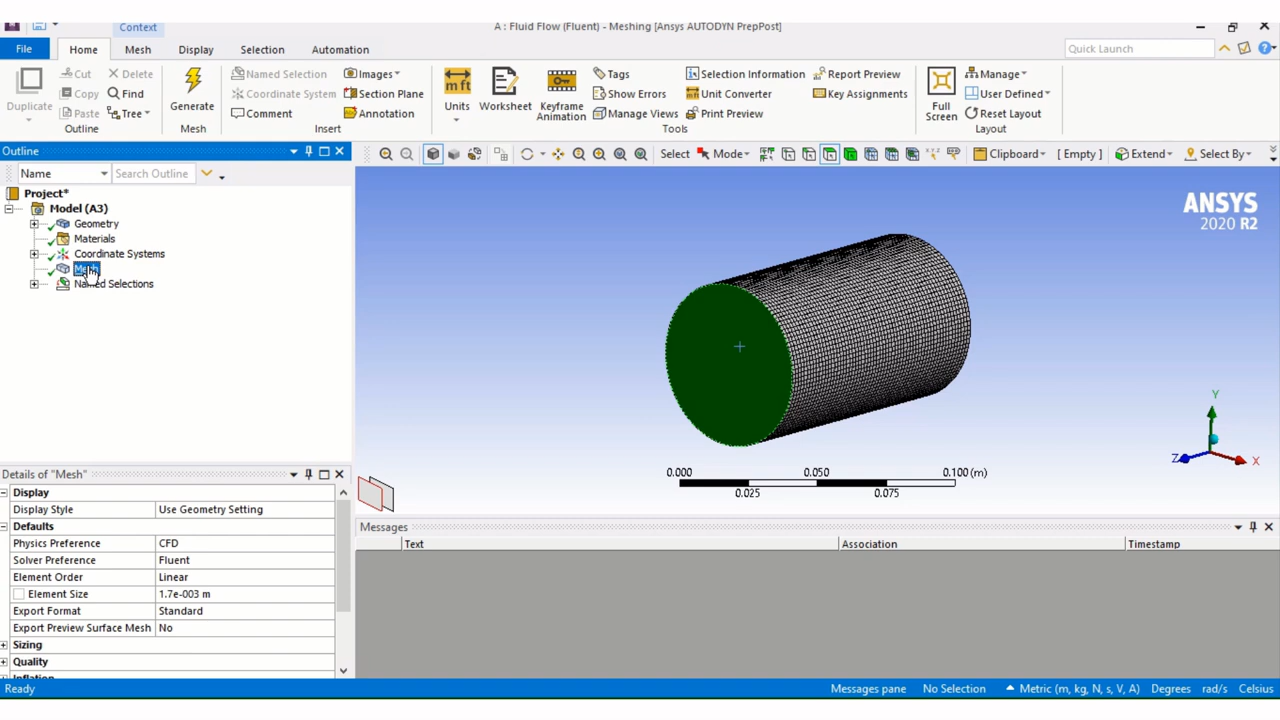 Context
A : Fluid Flow (Fluent) - Meshing [Ansys AUTODYN PrepPost]
File Home Mesh Display Selection Automation Quick Launch
Duplicate
Cut
Copy
Paste
Delete
Find
Tree
Outline
Generate
Mesh
Named Selection
Coordinate System
Comment
Images
Section Plane
Annotation
Insert
mft
Units
Worksheet
Keyframe
Animation
Tags
Show Errors
Manage Views
Selection Information
Unit Converter
Print Preview
Report Preview
Key Assignments
Tools
Full
Screen
Manage
User Defined
Reset Layout
Layout
Outline
Name Search Outline
Select Mode Clipboard [ Empty ] Extend Select By
Project*
Model (A3)
Geometry
Materials
Coordinate Systems
Named Selections
ANSYS
2020 R2
0.000 0.050 0.100 (m)
0.025 0.075
Y
Z X
Details of "Mesh"
Display
Display Style Use Geometry Setting
Defaults
Physics Preference CFD
Solver Preference Fluent
Element Order Linear
Element Size 1.7e-003 m
Export Format Standard
Export Preview Surface Mesh No
Sizing
Quality
Messages
Text Association Timestamp
Ready Messages pane No Selection Metric (m, kg, N, s, V, A) Degrees rad/s Celsius